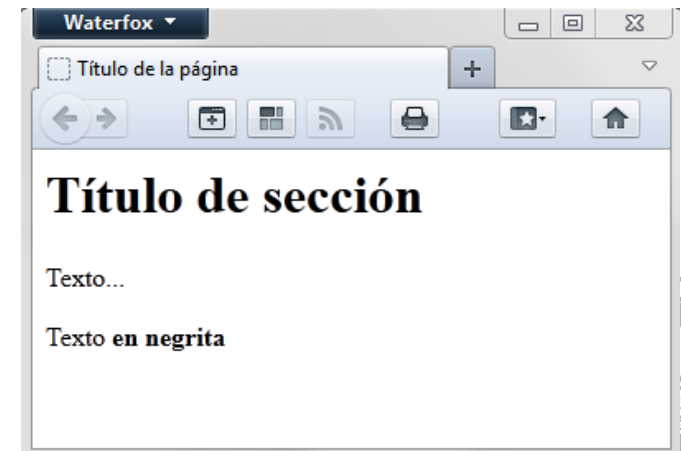 Waterfox
Título de la página
Título de sección
Texto...
Texto en negrita